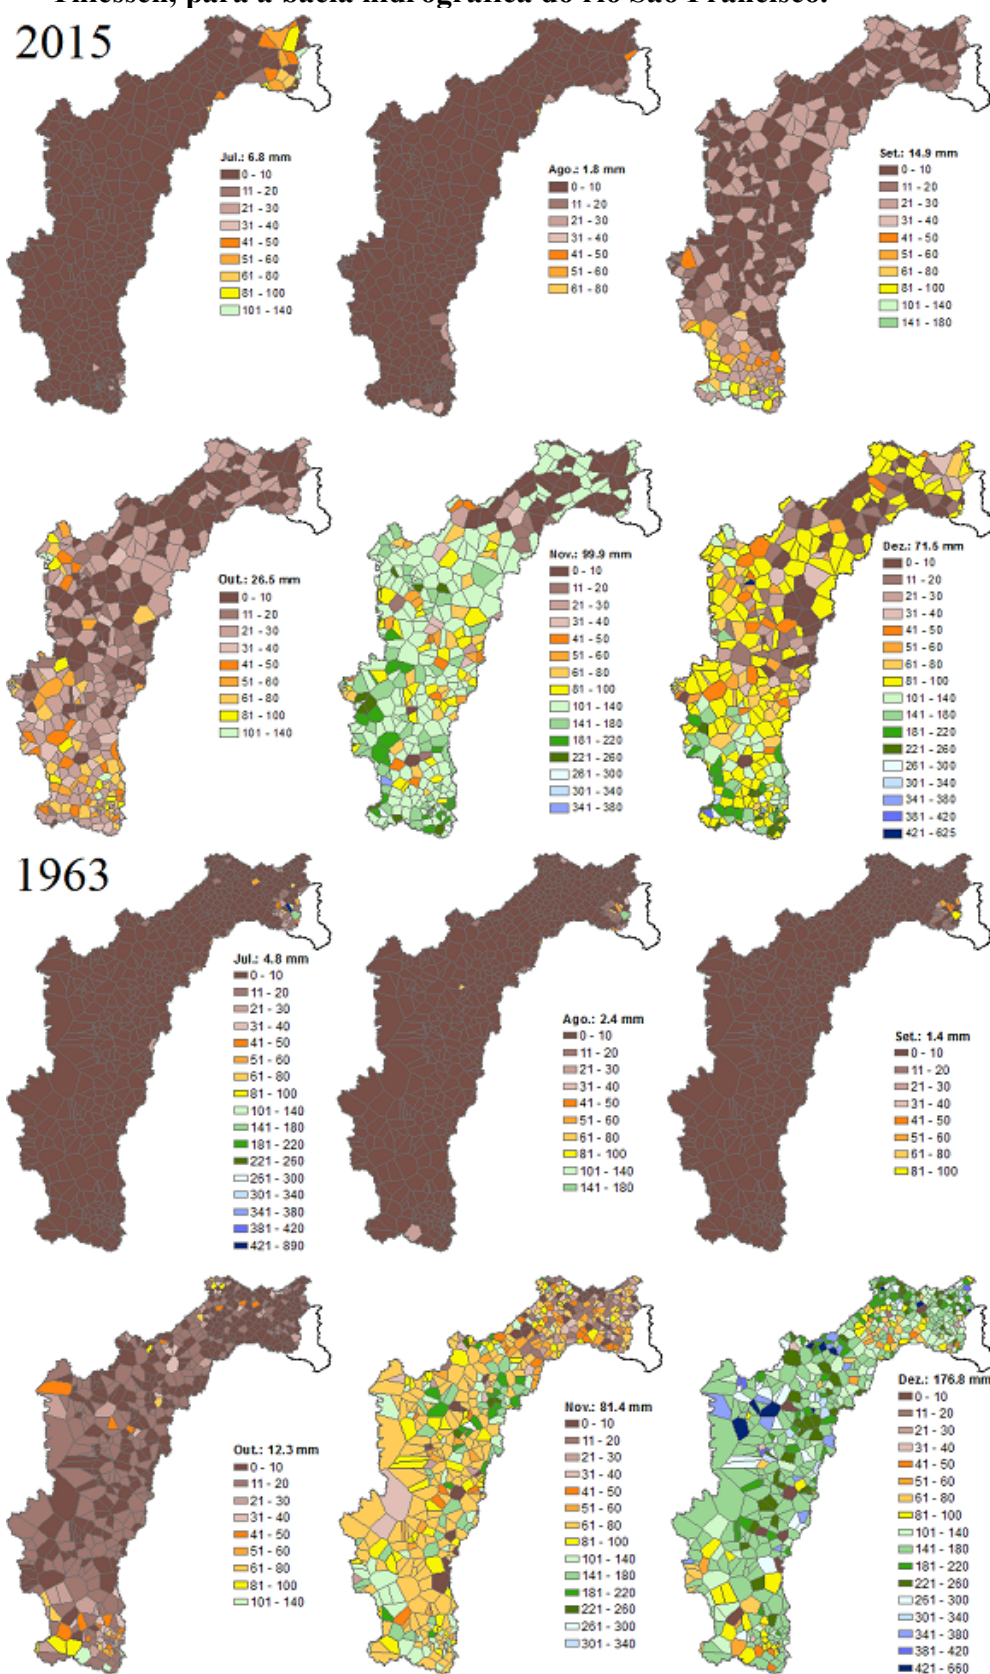 Thiessen, para a bacia hidrográfica do rio São Francisco.
2015
Jul.: 6.8 mm
0 - 10
11 - 20
21 - 30
31 - 40
41 - 50
51 - 60
61 - 80
81 - 100
101 - 140
Ago.: 1.8 mm
0 - 10
11 - 20
21 - 30
31 - 40
41 - 50
51 - 60
61 - 80
Set.: 14.9 mm
0 - 10
11 - 20
21 - 30
31 - 40
41 - 50
51 - 60
61 - 80
81 - 100
101 - 140
141 - 180
Out.: 26.5 mm
0 - 10
11 - 20
21 - 30
31 - 40
41 - 50
51 - 60
61 - 80
81 - 100
101 - 140
Nov.: 99.9 mm
0 - 10
11 - 20
21 - 30
31 - 40
41 - 50
51 - 60
61 - 80
81 - 100
101 - 140
141 - 180
181 - 220
221 - 260
261 - 300
301 - 340
341 - 380
Dez.: 71.5 mm
0 - 10
11 - 20
21 - 30
31 - 40
41 - 50
51 - 60
61 - 80
81 - 100
101 - 140
141 - 180
181 - 220
221 - 260
261 - 300
301 - 340
341 - 380
381 - 420
421 - 625
1963
Jul.: 4.8 mm
0 - 10
11 - 20
21 - 30
31 - 40
41 - 50
51 - 60
61 - 80
81 - 100
101 - 140
141 - 180
181 - 220
221 - 260
261 - 300
301 - 340
341 - 380
381 - 420
421 - 890
Ago.: 2.4 mm
0 - 10
11 - 20
21 - 30
31 - 40
41 - 50
51 - 60
61 - 80
81 - 100
101 - 140
141 - 180
Set.: 1.4 mm
0 - 10
11 - 20
21 - 30
31 - 40
41 - 50
51 - 60
61 - 80
81 - 100
Out.: 12.3 mm
0 - 10
11 - 20
21 - 30
31 - 40
41 - 50
51 - 60
61 - 80
81 - 100
101 - 140
Nov.: 81.4 mm
0 - 10
11 - 20
21 - 30
31 - 40
41 - 50
51 - 60
61 - 80
81 - 100
101 - 140
141 - 180
181 - 220
221 - 260
261 - 300
301 - 340
Dez.: 176.8 mm
0 - 10
11 - 20
21 - 30
31 - 40
41 - 50
51 - 60
61 - 80
81 - 100
101 - 140
141 - 180
181 - 220
221 - 260
261 - 300
301 - 340
341 - 380
381 - 420
421 - 660